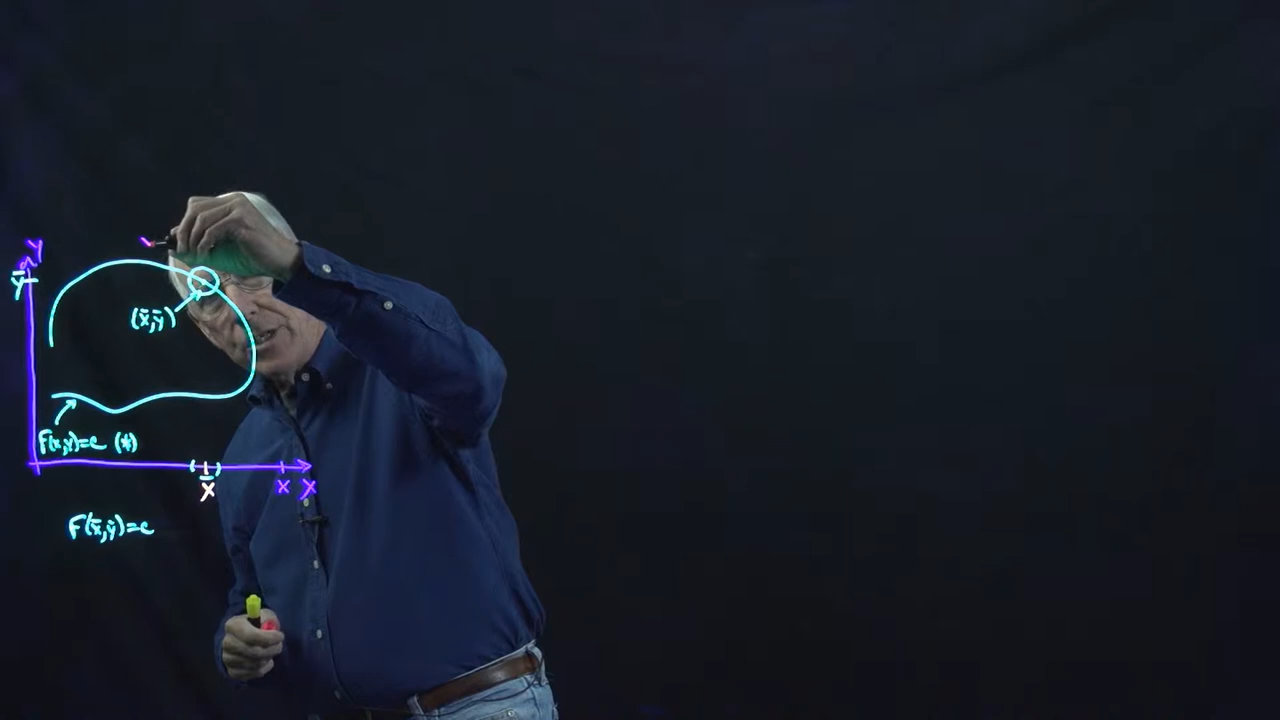 y
ȳ
(x̄,ȳ)
F(x,y)=c (*)
x̄
x x
F(x̄,ȳ)=c